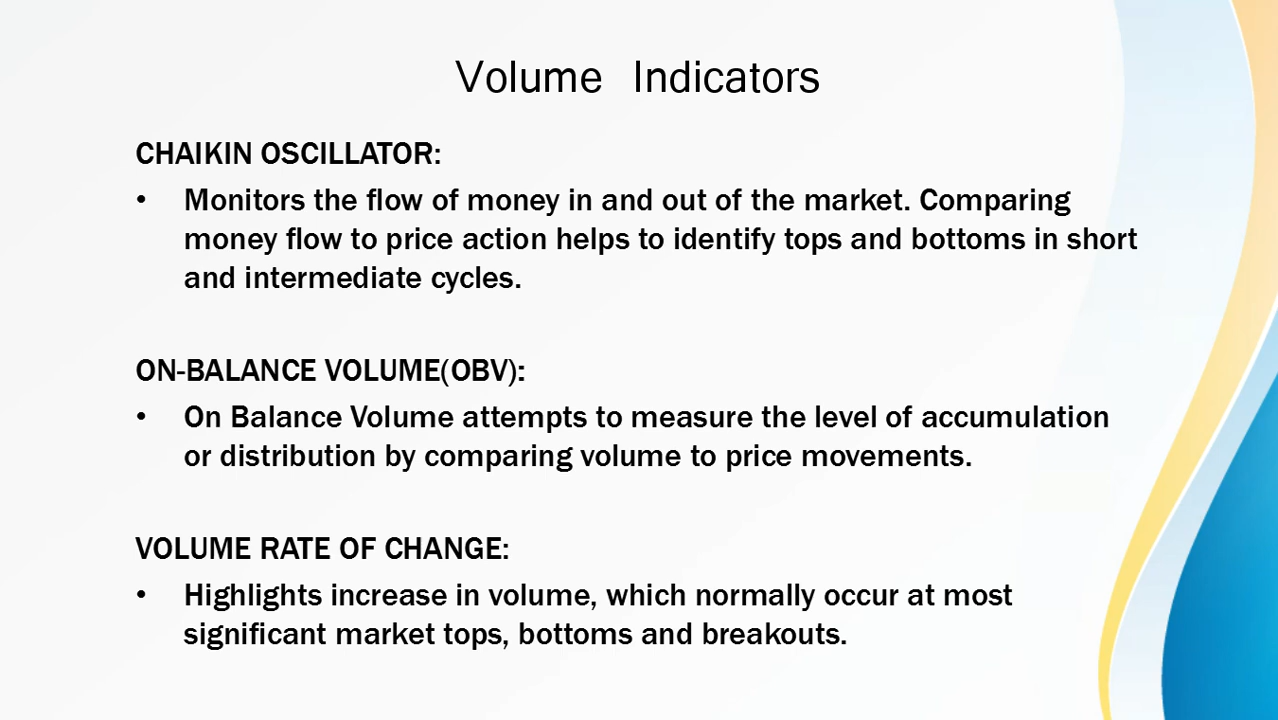 Volume Indicators
CHAIKIN OSCILLATOR:
• Monitors the flow of money in and out of the market. Comparing
money flow to price action helps to identify tops and bottoms in short
and intermediate cycles.
ON-BALANCE VOLUME(OBV):
• On Balance Volume attempts to measure the level of accumulation
or distribution by comparing volume to price movements.
VOLUME RATE OF CHANGE:
• Highlights increase in volume, which normally occur at most
significant market tops, bottoms and breakouts.